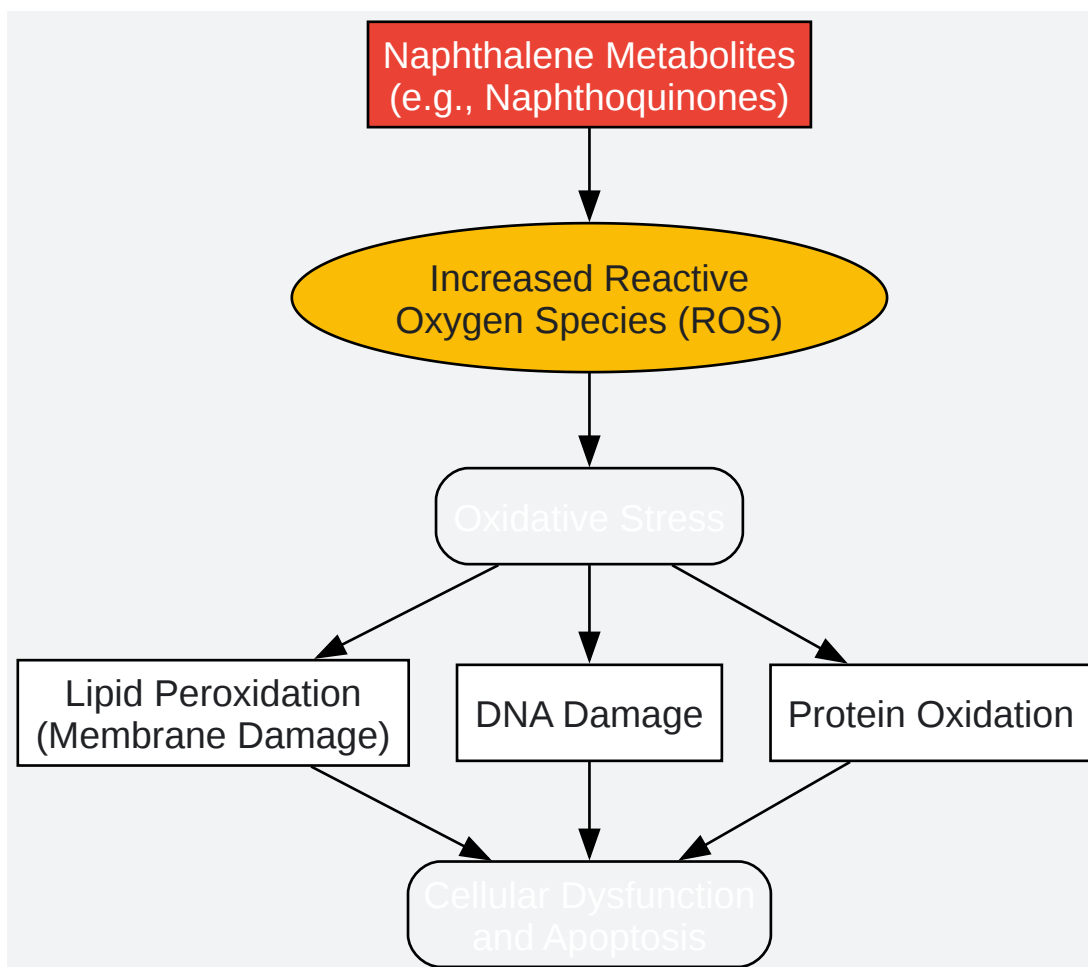 Naphthalene Metabolites
(e.g., Naphthoquinones)
Increased Reactive
Oxygen Species (ROS)
Oxidative Stress
Lipid Peroxidation
(Membrane Damage)
DNA Damage
Protein Oxidation
Cellular Dysfunction
and Apoptosis